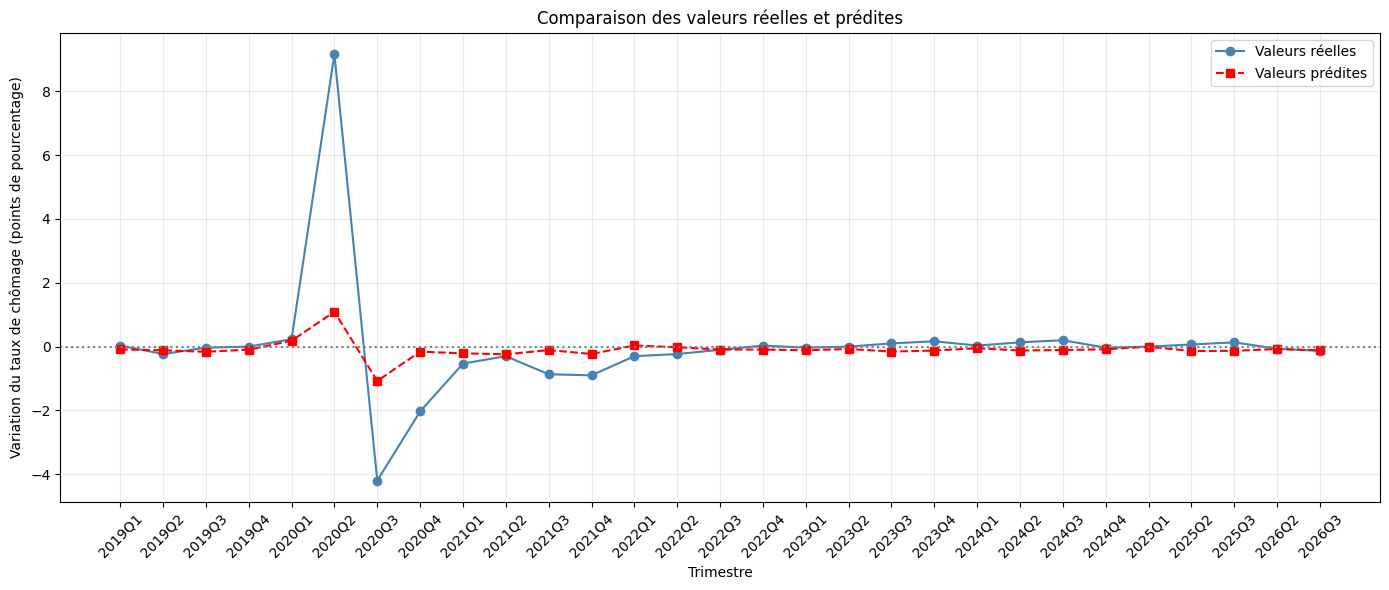 Comparaison des valeurs réelles et prédites
Valeurs réelles
Valeurs prédites
Variation du taux de chômage (points de pourcentage)
8
6
4
2
0
−2
−4
2019Q1 2019Q2 2019Q3 2019Q4 2020Q1 2020Q2 2020Q3 2020Q4 2021Q1 2021Q2 2021Q3 2021Q4 2022Q1 2022Q2 2022Q3 2022Q4 2023Q1 2023Q2 2023Q3 2023Q4 2024Q1 2024Q2 2024Q3 2024Q4 2025Q1 2025Q2 2025Q3 2026Q2 2026Q3
Trimestre